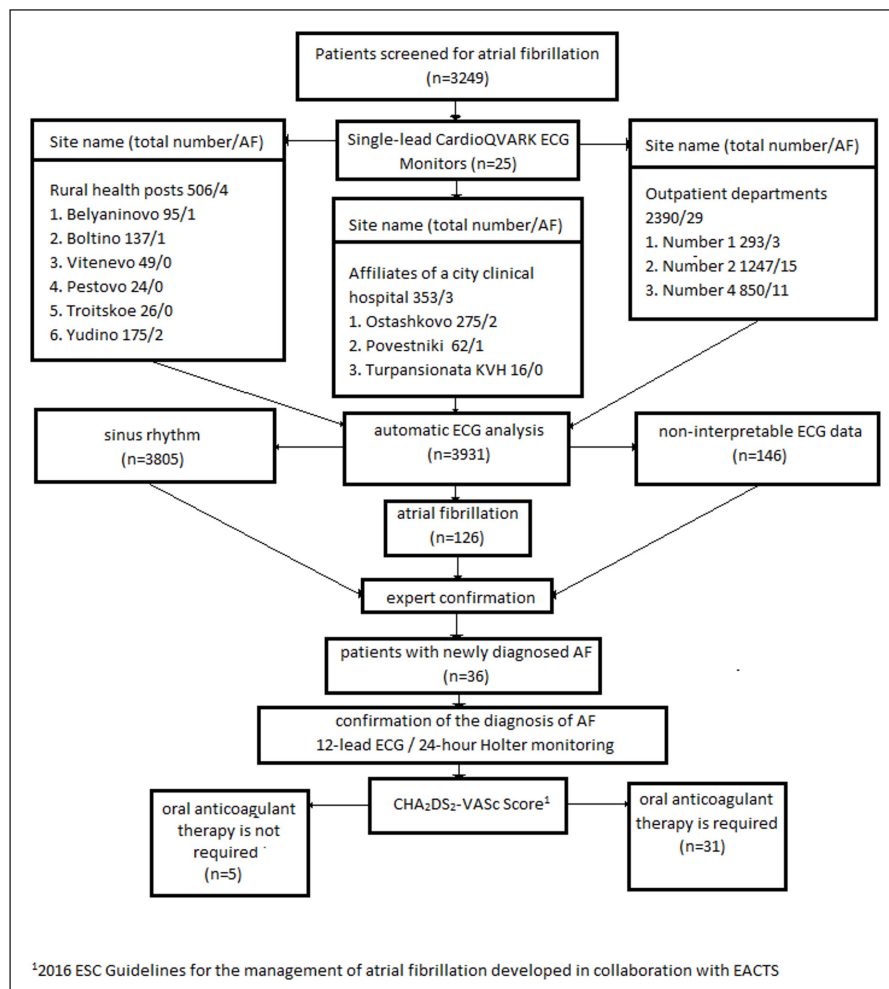 Patients screened for atrial fibrillation
(n=3249)
Site name (total number/AF)
Rural health posts 506/4
1. Belyaninovo 95/1
2. Boltino 137/1
3. Vitenevo 49/0
4. Pestovo 24/0
5. Troitskoe 26/0
6. Yudino 175/2
Single-lead CardioQVARK ECG
Monitors (n=25)
Site name (total number/AF)
Affiliates of a city clinical
hospital 353/3
1. Ostashkovo 275/2
2. Povestniki 62/1
3. Turpansionata KVH 16/0
Site name (total number/AF)
Outpatient departments
2390/29
1. Number 1 293/3
2. Number 2 1247/15
3. Number 4 850/11
sinus rhythm
(n=3805)
automatic ECG analysis
(n=3931)
non-interpretable ECG data
(n=146)
atrial fibrillation
(n=126)
expert confirmation
patients with newly diagnosed AF
(n=36)
confirmation of the diagnosis of AF
12-lead ECG / 24-hour Holter monitoring
oral anticoagulant
therapy is not
required
(n=5)
CHA₂DS₂-VASc Score¹
oral anticoagulant
therapy is required
(n=31)
¹2016 ESC Guidelines for the management of atrial fibrillation developed in collaboration with EACTS